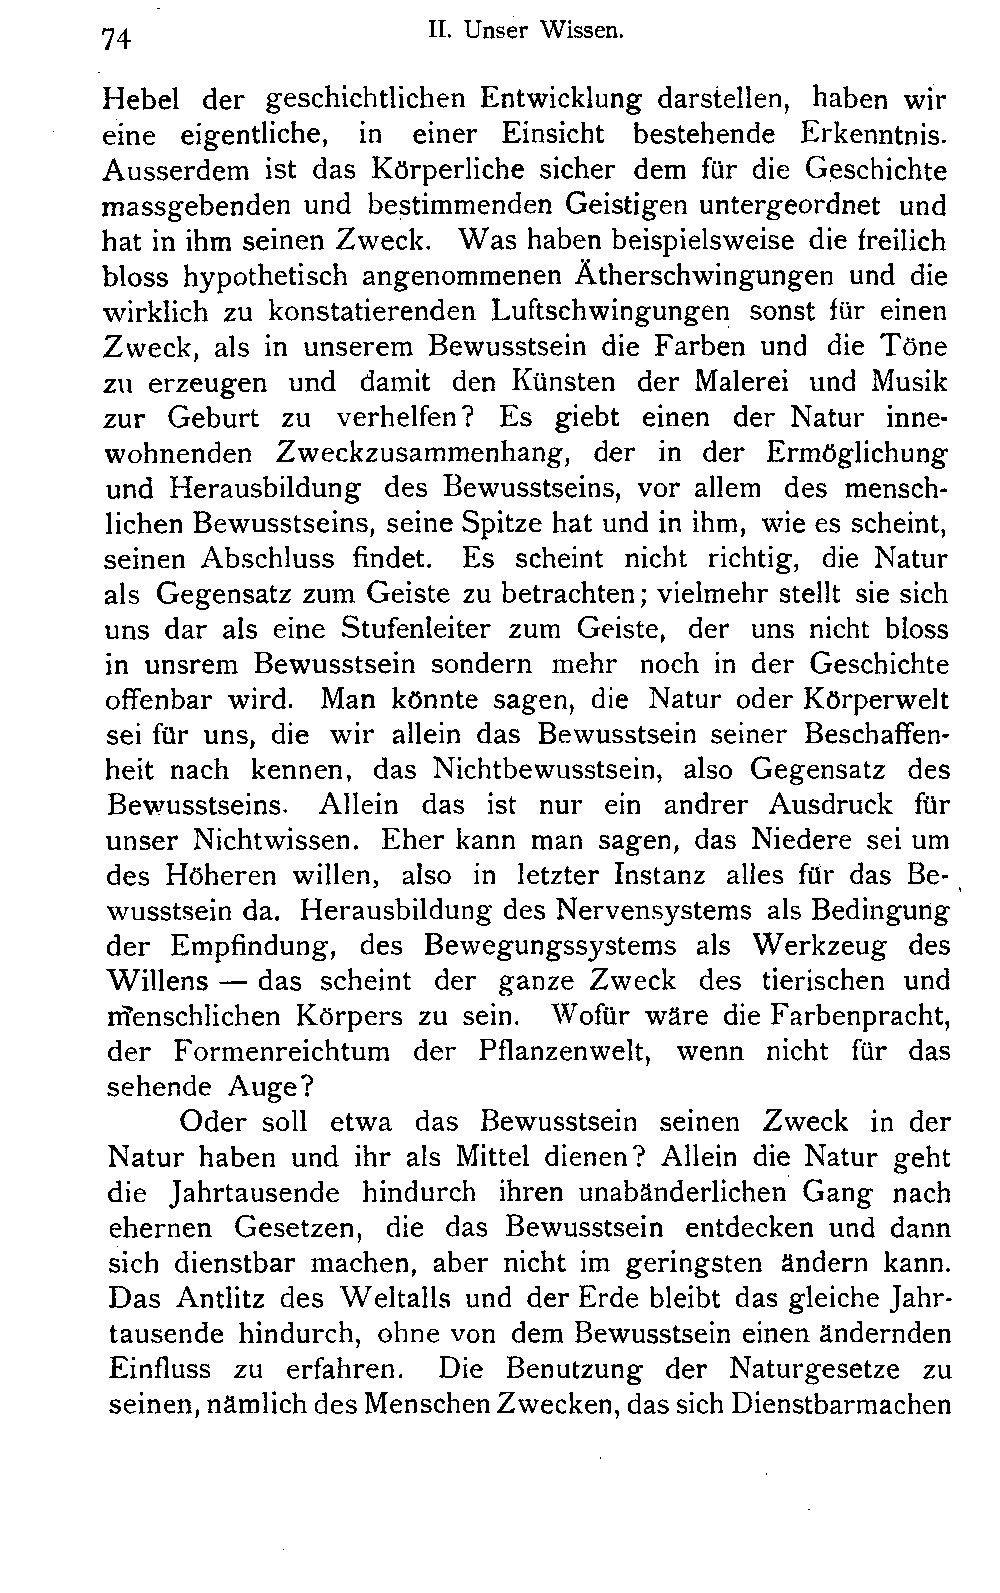 74
II. Unser Wissen.
Hebel der geschichtlichen Entwicklung darstellen, haben wir
eine eigentliche, in einer Einsicht bestehende Erkenntnis.
Ausserdem ist das Körperliche sicher dem für die Geschichte
massgebenden und bestimmenden Geistigen untergeordnet und
hat in ihm seinen Zweck. Was haben beispielsweise die freilich
bloss hypothetisch angenommenen Ätherschwingungen und die
wirklich zu konstatierenden Luftschwingungen sonst für einen
Zweck, als in unserem Bewusstsein die Farben und die Töne
zu erzeugen und damit den Künsten der Malerei und Musik
zur Geburt zu verhelfen? Es giebt einen der Natur inne-
wohnenden Zweckzusammenhang, der in der Ermöglichung
und Herausbildung des Bewusstseins, vor allem des mensch-
lichen Bewusstseins, seine Spitze hat und in ihm, wie es scheint,
seinen Abschluss findet. Es scheint nicht richtig, die Natur
als Gegensatz zum Geiste zu betrachten; vielmehr stellt sie sich
uns dar als eine Stufenleiter zum Geiste, der uns nicht bloss
in unsrem Bewusstsein sondern mehr noch in der Geschichte
offenbar wird. Man könnte sagen, die Natur oder Körperwelt
sei für uns, die wir allein das Bewusstsein seiner Beschaffen-
heit nach kennen, das Nichtbewusstsein, also Gegensatz des
Bewusstseins. Allein das ist nur ein andrer Ausdruck für
unser Nichtwissen. Eher kann man sagen, das Niedere sei um
des Höheren willen, also in letzter Instanz alles für das Be-
wusstsein da. Herausbildung des Nervensystems als Bedingung
der Empfindung, des Bewegungssystems als Werkzeug des
Willens — das scheint der ganze Zweck des tierischen und
menschlichen Körpers zu sein. Wofür wäre die Farbenpracht,
der Formenreichtum der Pflanzenwelt, wenn nicht für das
sehende Auge?
Oder soll etwa das Bewusstsein seinen Zweck in der
Natur haben und ihr als Mittel dienen? Allein die Natur geht
die Jahrtausende hindurch ihren unabänderlichen Gang nach
ehernen Gesetzen, die das Bewusstsein entdecken und dann
sich dienstbar machen, aber nicht im geringsten ändern kann.
Das Antlitz des Weltalls und der Erde bleibt das gleiche Jahr-
tausende hindurch, ohne von dem Bewusstsein einen ändernden
Einfluss zu erfahren. Die Benutzung der Naturgesetze zu
seinen, nämlich des Menschen Zwecken, das sich Dienstbarmachen